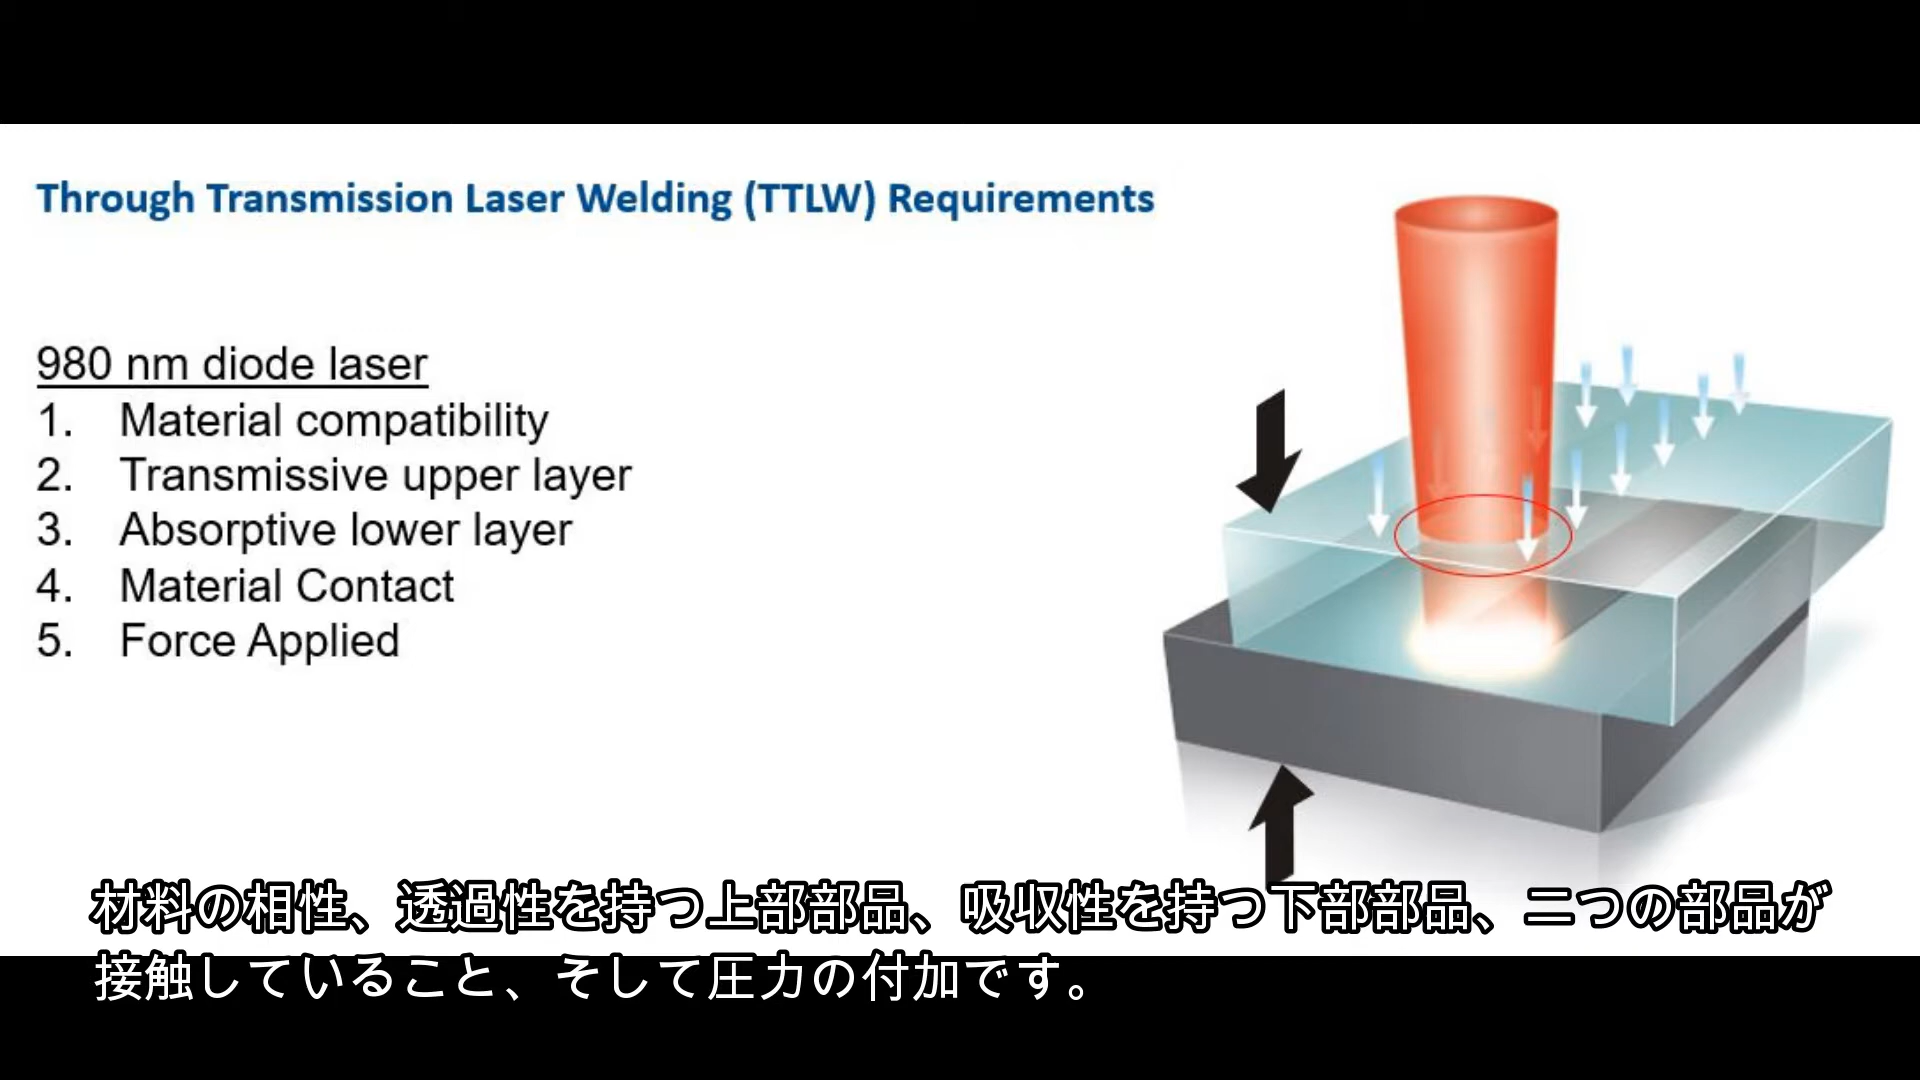 Through Transmission Laser Welding (TTLW) Requirements
980 nm diode laser
1. Material compatibility
2. Transmissive upper layer
3. Absorptive lower layer
4. Material Contact
5. Force Applied
材料の相性、透過性を持つ上部部品、吸収性を持つ下部部品、二つの部品が
接触していること、そして圧力の付加です。